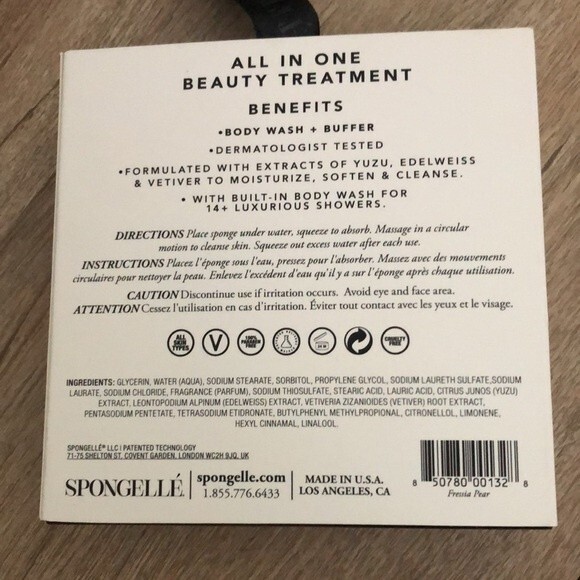 ALL IN ONE
BEAUTY TREATMENT
BENEFITS
•BODY WASH + BUFFER
•DERMATOLOGIST TESTED
•FORMULATED WITH EXTRACTS OF YUZU, EDELWEISS
& VETIVER TO MOISTURIZE, SOFTEN & CLEANSE.
• WITH BUILT-IN BODY WASH FOR
14+ LUXURIOUS SHOWERS.
DIRECTIONS Place sponge under water, squeeze to absorb. Massage in a circular
motion to cleanse skin. Squeeze out excess water after each use.
INSTRUCTIONS Placez l'éponge sous l'eau, pressez pour l'absorber. Massez avec des mouvements
circulaires pour nettoyer la peau. Enlevez l'excédent d'eau qu'il y a sur l'éponge après chaque utilisation.
CAUTION Discontinue use if irritation occurs. Avoid eye and face area.
ATTENTION Cessez l'utilisation en cas d'irritation. Éviter tout contact avec les yeux et le visage.
ALL SKIN TYPES V 100% PARABEN FREE CRUELTY FREE
INGREDIENTS: GLYCERIN, WATER (AQUA), SODIUM STEARATE, SORBITOL, PROPYLENE GLYCOL, SODIUM LAURETH SULFATE,SODIUM
LAURATE, SODIUM CHLORIDE, FRAGRANCE (PARFUM), SODIUM THIOSULFATE, STEARIC ACID, LAURIC ACID, CITRUS JUNOS (YUZU)
EXTRACT, LEONTOPODIUM ALPINUM (EDELWEISS) EXTRACT, VETIVERIA ZIZANIOIDES (VETIVER) ROOT EXTRACT,
PENTASODIUM PENTETATE, TETRASODIUM ETIDRONATE, BUTYLPHENYL METHYLPROPIONAL, CITRONELLOL, LIMONENE,
HEXYL CINNAMAL, LINALOOL.
SPONGELLÉ® LLC | PATENTED TECHNOLOGY
71-75 SHELTON ST, COVENT GARDEN, LONDON WC2H 9JQ, UK
SPONGELLÉ.
spongelle.com
1.855.776.6433
MADE IN U.S.A.
LOS ANGELES, CA
8 50780 00132 8
Fressia Pear